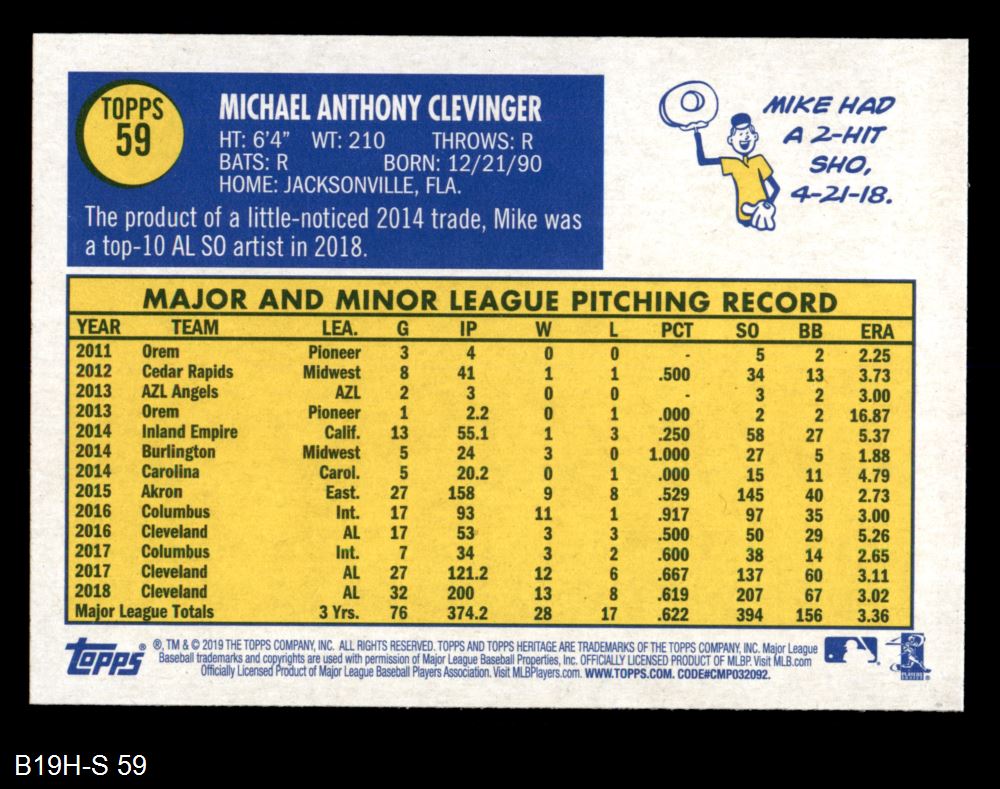 TOPPS
59
MICHAEL ANTHONY CLEVINGER
HT: 6'4" WT: 210 THROWS: R
BATS: R BORN: 12/21/90
HOME: JACKSONVILLE, FLA.
The product of a little-noticed 2014 trade, Mike was
a top-10 AL SO artist in 2018.
MIKE HAD
A 2-HIT
SHO,
4-21-18.
MAJOR AND MINOR LEAGUE PITCHING RECORD
YEAR TEAM LEA. G IP W L PCT SO BB ERA
2011 Orem Pioneer 3 4 0 0 - 5 2 2.25
2012 Cedar Rapids Midwest 8 41 1 1 .500 34 13 3.73
2013 AZL Angels AZL 2 3 0 0 - 3 2 3.00
2013 Orem Pioneer 1 2.2 0 1 .000 2 2 16.87
2014 Inland Empire Calif. 13 55.1 1 3 .250 58 27 5.37
2014 Burlington Midwest 5 24 3 0 1.000 27 5 1.88
2014 Carolina Carol. 5 20.2 0 1 .000 15 11 4.79
2015 Akron East. 27 158 9 8 .529 145 40 2.73
2016 Columbus Int. 17 93 11 1 .917 97 35 3.00
2016 Cleveland AL 17 53 3 3 .500 50 29 5.26
2017 Columbus Int. 7 34 3 2 .600 38 14 2.65
2017 Cleveland AL 27 121.2 12 6 .667 137 60 3.11
2018 Cleveland AL 32 200 13 8 .619 207 67 3.02
Major League Totals 3 Yrs. 76 374.2 28 17 .622 394 156 3.36
Topps®
®, TM & © 2019 THE TOPPS COMPANY, INC. ALL RIGHTS RESERVED. TOPPS AND TOPPS HERITAGE ARE TRADEMARKS OF THE TOPPS COMPANY, INC. Major League
Baseball trademarks and copyrights are used with permission of Major League Baseball Properties, Inc. OFFICIALLY LICENSED PRODUCT OF MLBP. Visit MLB.com
Officially Licensed Product of Major League Baseball Players Association. Visit MLBPlayers.com. WWW.TOPPS.COM. CODE#CMP032092.
B19H-S 59